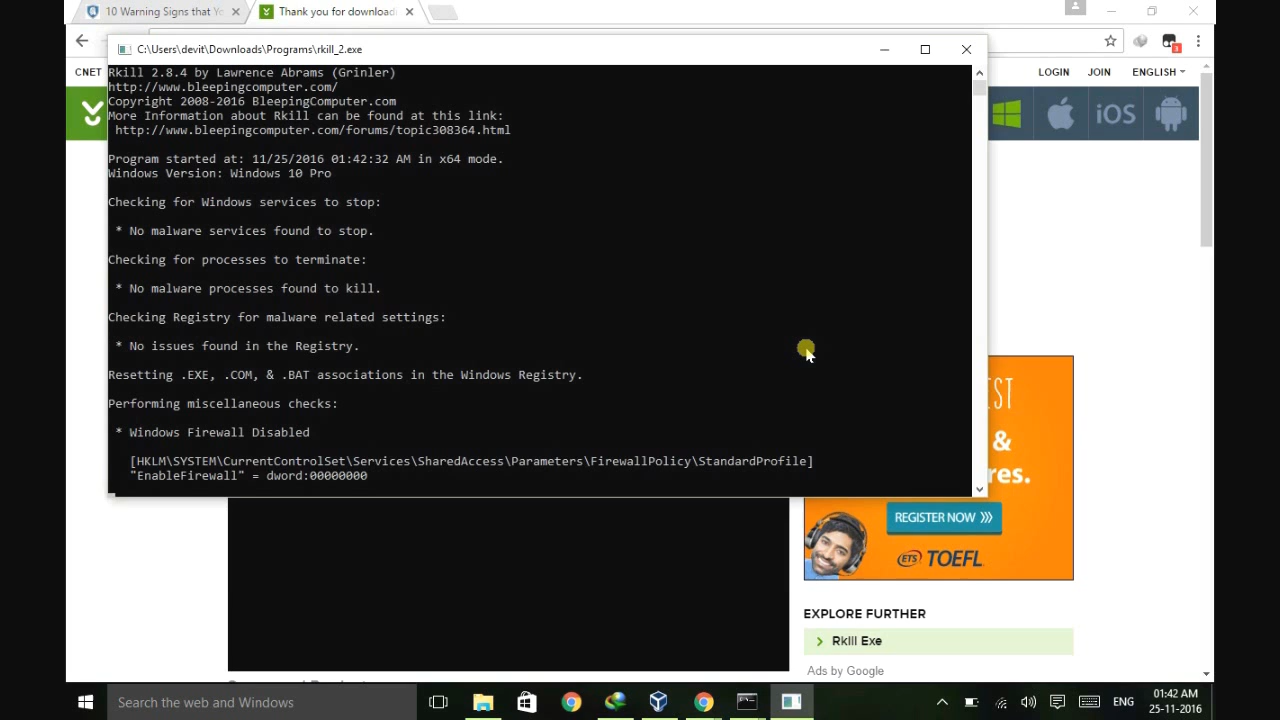 10 Warning Signs that Y
Thank you for download
C:\Users\devit\Downloads\Programs\rkill_2.exe
Rkill 2.8.4 by Lawrence Abrams (Grinler)
http://www.bleepingcomputer.com/
Copyright 2008-2016 BleepingComputer.com
More Information about Rkill can be found at this link:
http://www.bleepingcomputer.com/forums/topic308364.html
Program started at: 11/25/2016 01:42:32 AM in x64 mode.
Windows Version: Windows 10 Pro
Checking for Windows services to stop:
* No malware services found to stop.
Checking for processes to terminate:
* No malware processes found to kill.
Checking Registry for malware related settings:
* No issues found in the Registry.
Resetting .EXE, .COM, & .BAT associations in the Windows Registry.
Performing miscellaneous checks:
* Windows Firewall Disabled
[HKLM\SYSTEM\CurrentControlSet\Services\SharedAccess\Parameters\FirewallPolicy\StandardProfile]
"EnableFirewall" = dword:00000000
3
CNET
LOGIN JOIN ENGLISH
iOS
EST
&
res.
REGISTER NOW
ETS TOEFL
EXPLORE FURTHER
Rkill Exe
Ads by Google
Search the web and Windows
ENG
01:42 AM
25-11-2016